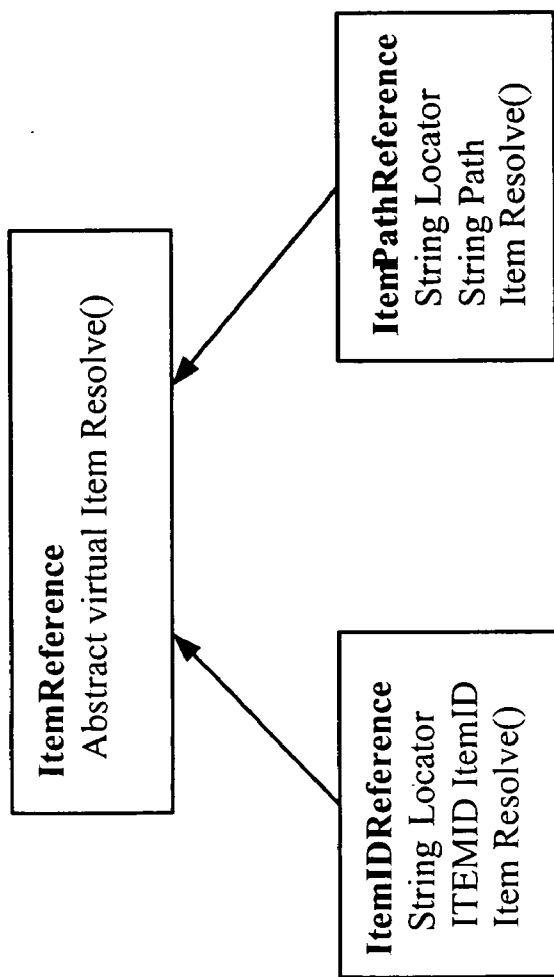 ItemReference
Abstract virtual Item Resolve()
ItemIDReference
String Locator
ITEMID ItemID
Item Resolve()
ItemPathReference
String Locator
String Path
Item Resolve()